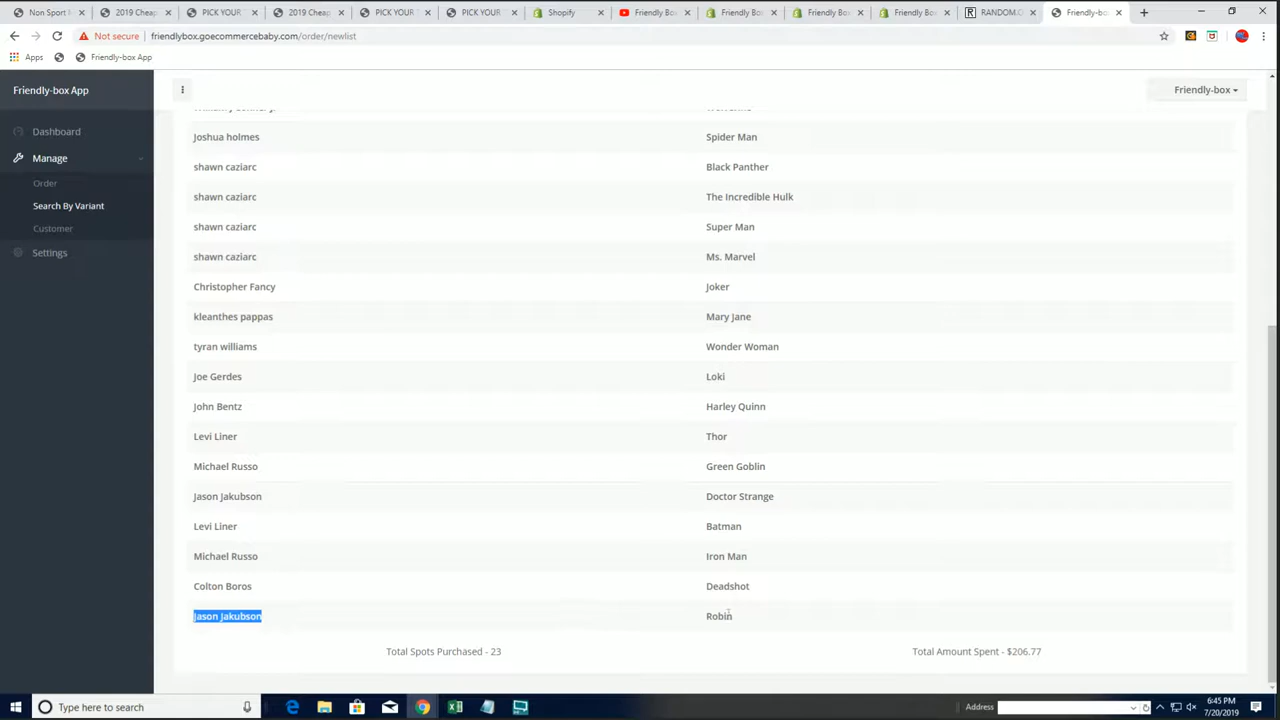 Non Sport
2019 Cheap
PICK YOUR
2019 Cheap
PICK YOUR
PICK YOUR
Shopify
Friendly Box
Friendly Box
Friendly Box
Friendly Box
RANDOM.O
Friendly-box
Not secure friendlybox.goecommercebaby.com/order/newlist
Apps Friendly-box App
Friendly-box App
Friendly-box
Dashboard
Manage
Order
Search By Variant
Customer
Settings
Joshua holmes Spider Man
shawn caziarc Black Panther
shawn caziarc The Incredible Hulk
shawn caziarc Super Man
shawn caziarc Ms. Marvel
Christopher Fancy Joker
kleanthes pappas Mary Jane
tyran williams Wonder Woman
Joe Gerdes Loki
John Bentz Harley Quinn
Levi Liner Thor
Michael Russo Green Goblin
Jason Jakubson Doctor Strange
Levi Liner Batman
Michael Russo Iron Man
Colton Boros Deadshot
Jason Jakubson Robin
Total Spots Purchased - 23 Total Amount Spent - $206.77
Type here to search
Address
6:45 PM
7/20/2019